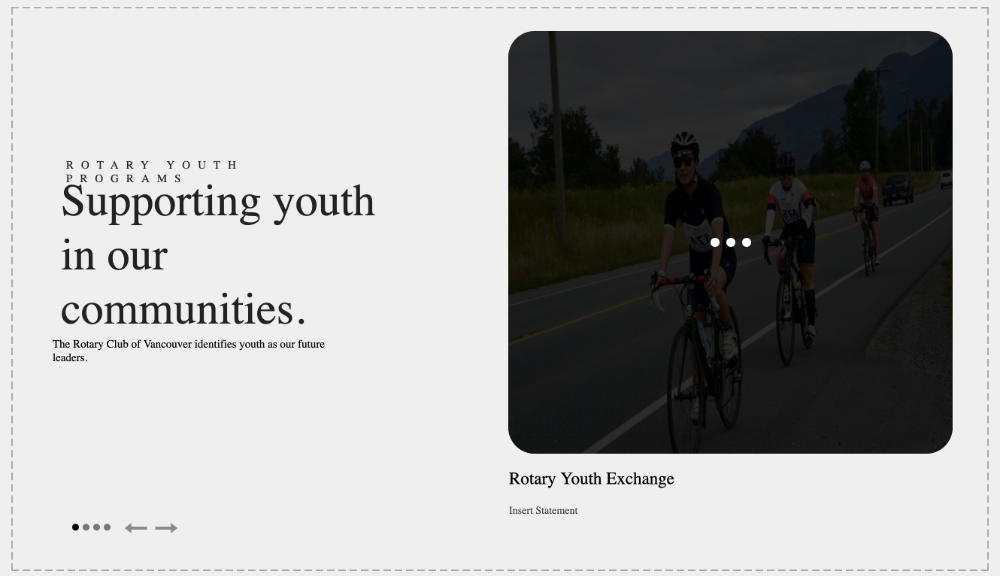 ROTARY YOUTH
PROGRAMS
Supporting youth
in our
communities.
The Rotary Club of Vancouver identifies youth as our future
leaders.
Rotary Youth Exchange
Insert Statement